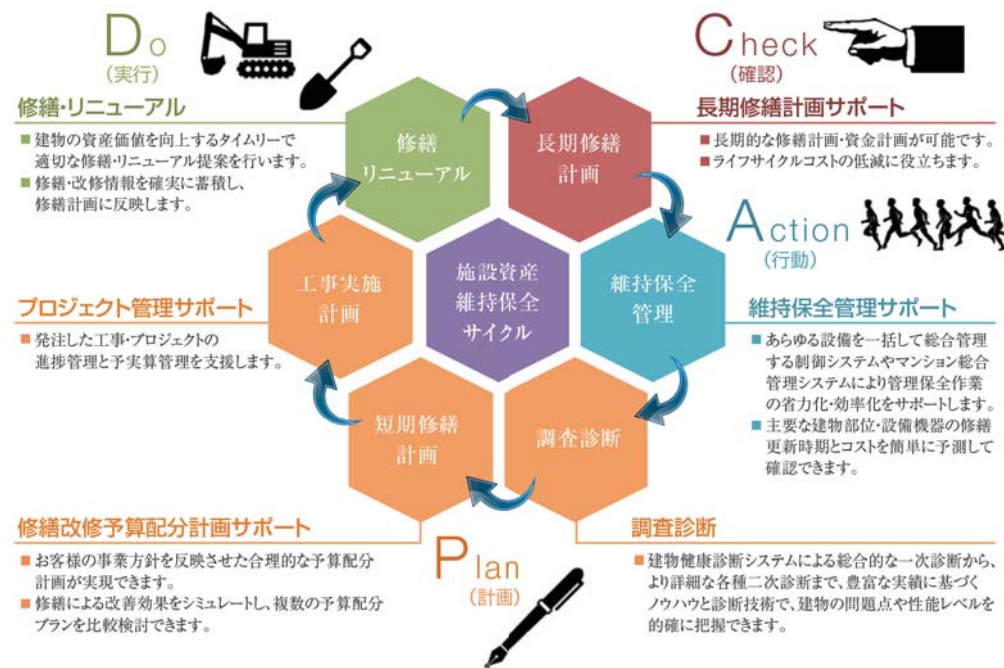 Do
（実行）
修繕・リニューアル
■ 建物の資産価値を向上するタイムリーで
適切な修繕・リニューアル提案を行います。
■ 修繕・改修情報を確実に蓄積し、
修繕計画に反映します。
Check
（確認）
長期修繕計画サポート
■ 長期的な修繕計画・資金計画が可能です。
■ ライフサイクルコストの低減に役立ちます。
修繕
リニューアル
長期修繕
計画
Action
（行動）
工事実施
計画
施設資産
維持保全
サイクル
維持保全
管理
プロジェクト管理サポート
■ 発注した工事・プロジェクトの
進捗管理と予実算管理を支援します。
維持保全管理サポート
■ あらゆる設備を一括して総合管理
する制御システムやマンション総合
管理システムにより管理保全作業
の省力化・効率化をサポートします。
■ 主要な建物部位・設備機器の修繕
更新時期とコストを簡単に予測して
確認できます。
短期修繕
計画
調査診断
修繕改修予算配分計画サポート
■ お客様の事業方針を反映させた合理的な予算配分
計画が実現できます。
■ 修繕による改善効果をシミュレートし、複数の予算配分
プランを比較検討できます。
Plan
（計画）
調査診断
■ 建物健康診断システムによる総合的な一次診断から、
より詳細な各種二次診断まで、豊富な実績に基づく
ノウハウと診断技術で、建物の問題点や性能レベルを
的確に把握できます。